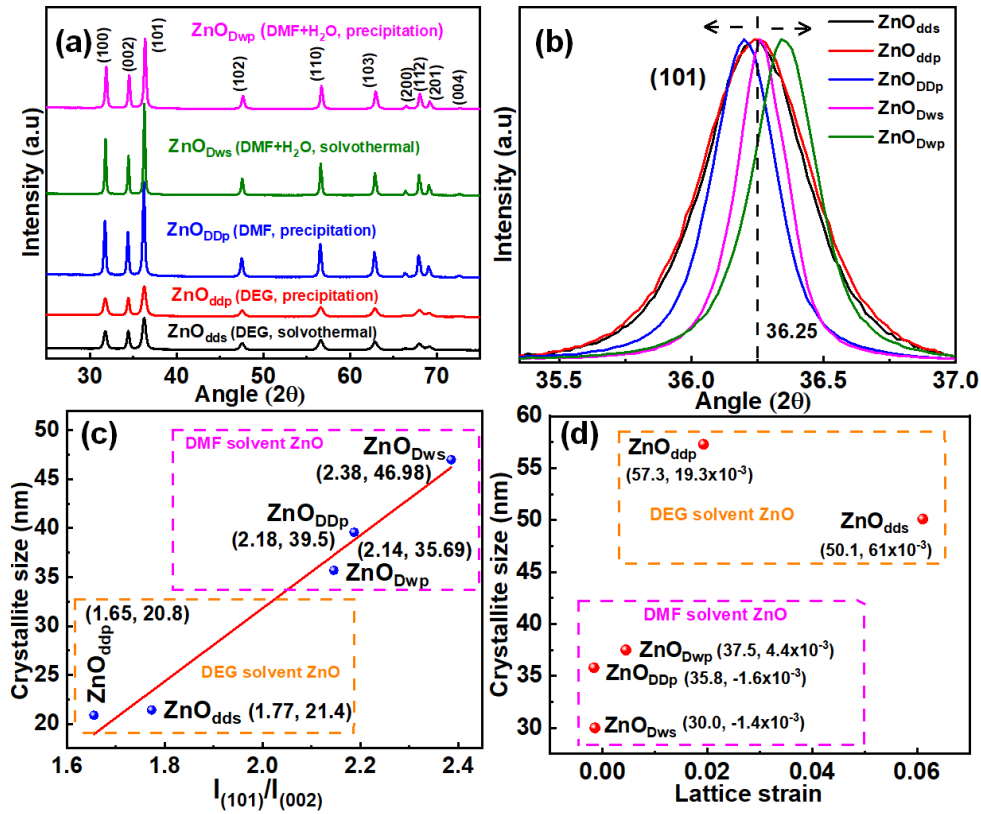 (a)
ZnO_Dwp (DMF+H₂O, precipitation)
(100)
(002)
(101)
(102)
(110)
(103)
(200)
(112)
(201)
(004)
ZnO_Dws (DMF+H₂O, solvothermal)
ZnO_DDp (DMF, precipitation)
ZnO_ddp (DEG, precipitation)
ZnO_dds (DEG, solvothermal)
Intensity (a.u)
30 40 50 60 70
Angle (2θ)
(b)
(101)
ZnO_dds
ZnO_ddp
ZnO_DDp
ZnO_Dws
ZnO_Dwp
36.25
Intensity (a.u)
35.5 36.0 36.5 37.0
Angle (2θ)
(c)
DMF solvent ZnO
ZnO_Dws
(2.38, 46.98)
ZnO_DDp
(2.18, 39.5)
(2.14, 35.69)
ZnO_Dwp
(1.65, 20.8)
ZnO_ddp
DEG solvent ZnO
ZnO_dds (1.77, 21.4)
Crystallite size (nm)
50
45
40
35
30
25
20
1.6 1.8 2.0 2.2 2.4
I₍₁₀₁₎/I₍₀₀₂₎
(d)
ZnO_ddp
(57.3, 19.3x10⁻³)
DEG solvent ZnO
ZnO_dds
(50.1, 61x10⁻³)
DMF solvent ZnO
ZnO_Dwp (37.5, 4.4x10⁻³)
ZnO_DDp (35.8, -1.6x10⁻³)
ZnO_Dws (30.0, -1.4x10⁻³)
Crystallite size (nm)
60
55
50
45
40
35
30
0.00 0.02 0.04 0.06
Lattice strain